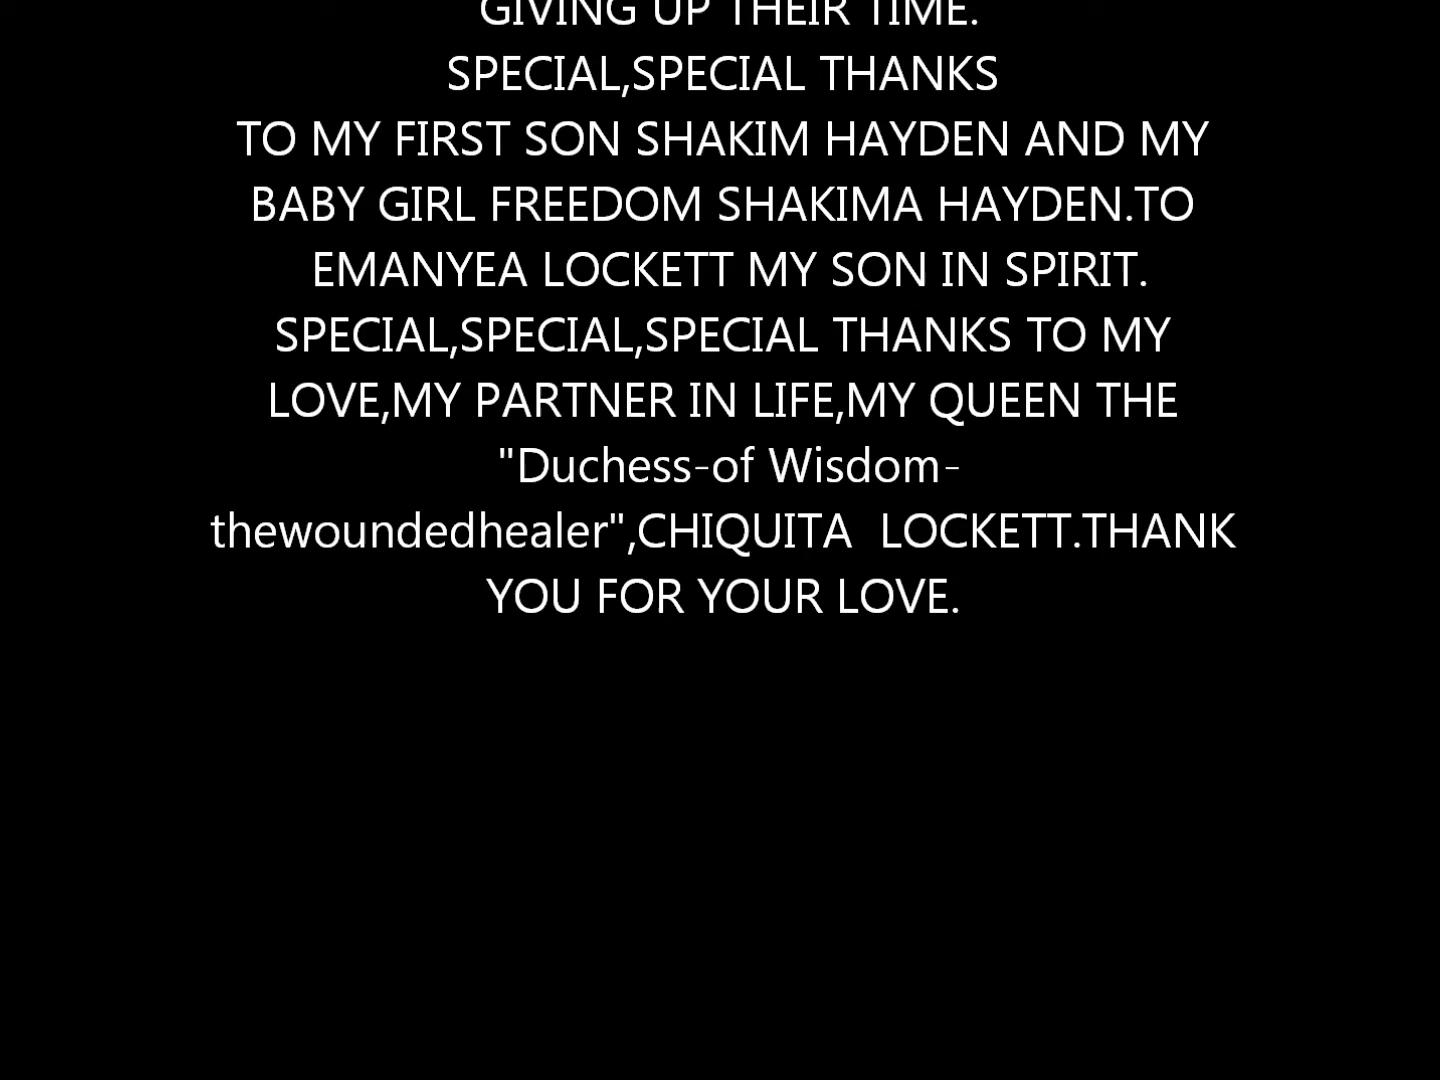 GIVING UP THEIR TIME.
SPECIAL,SPECIAL THANKS
TO MY FIRST SON SHAKIM HAYDEN AND MY
BABY GIRL FREEDOM SHAKIMA HAYDEN.TO
EMANYEA LOCKETT MY SON IN SPIRIT.
SPECIAL,SPECIAL,SPECIAL THANKS TO MY
LOVE,MY PARTNER IN LIFE,MY QUEEN THE
"Duchess-of Wisdom-
thewoundedhealer",CHIQUITA  LOCKETT.THANK
YOU FOR YOUR LOVE.